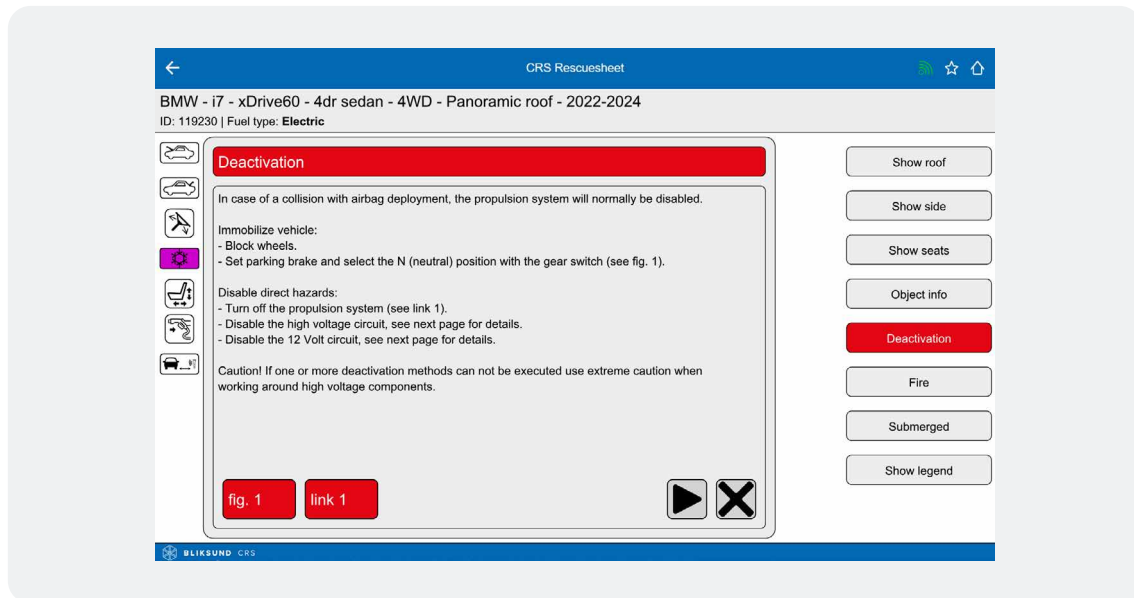 CRS Rescuesheet
BMW - i7 - xDrive60 - 4dr sedan - 4WD - Panoramic roof - 2022-2024
ID: 119230 | Fuel type: Electric
Deactivation
In case of a collision with airbag deployment, the propulsion system will normally be disabled.
Immobilize vehicle:
- Block wheels.
- Set parking brake and select the N (neutral) position with the gear switch (see fig. 1).
Disable direct hazards:
- Turn off the propulsion system (see link 1).
- Disable the high voltage circuit, see next page for details.
- Disable the 12 Volt circuit, see next page for details.
Caution! If one or more deactivation methods can not be executed use extreme caution when
working around high voltage components.
fig. 1
link 1
Show roof
Show side
Show seats
Object info
Deactivation
Fire
Submerged
Show legend
BLIKSUND CRS